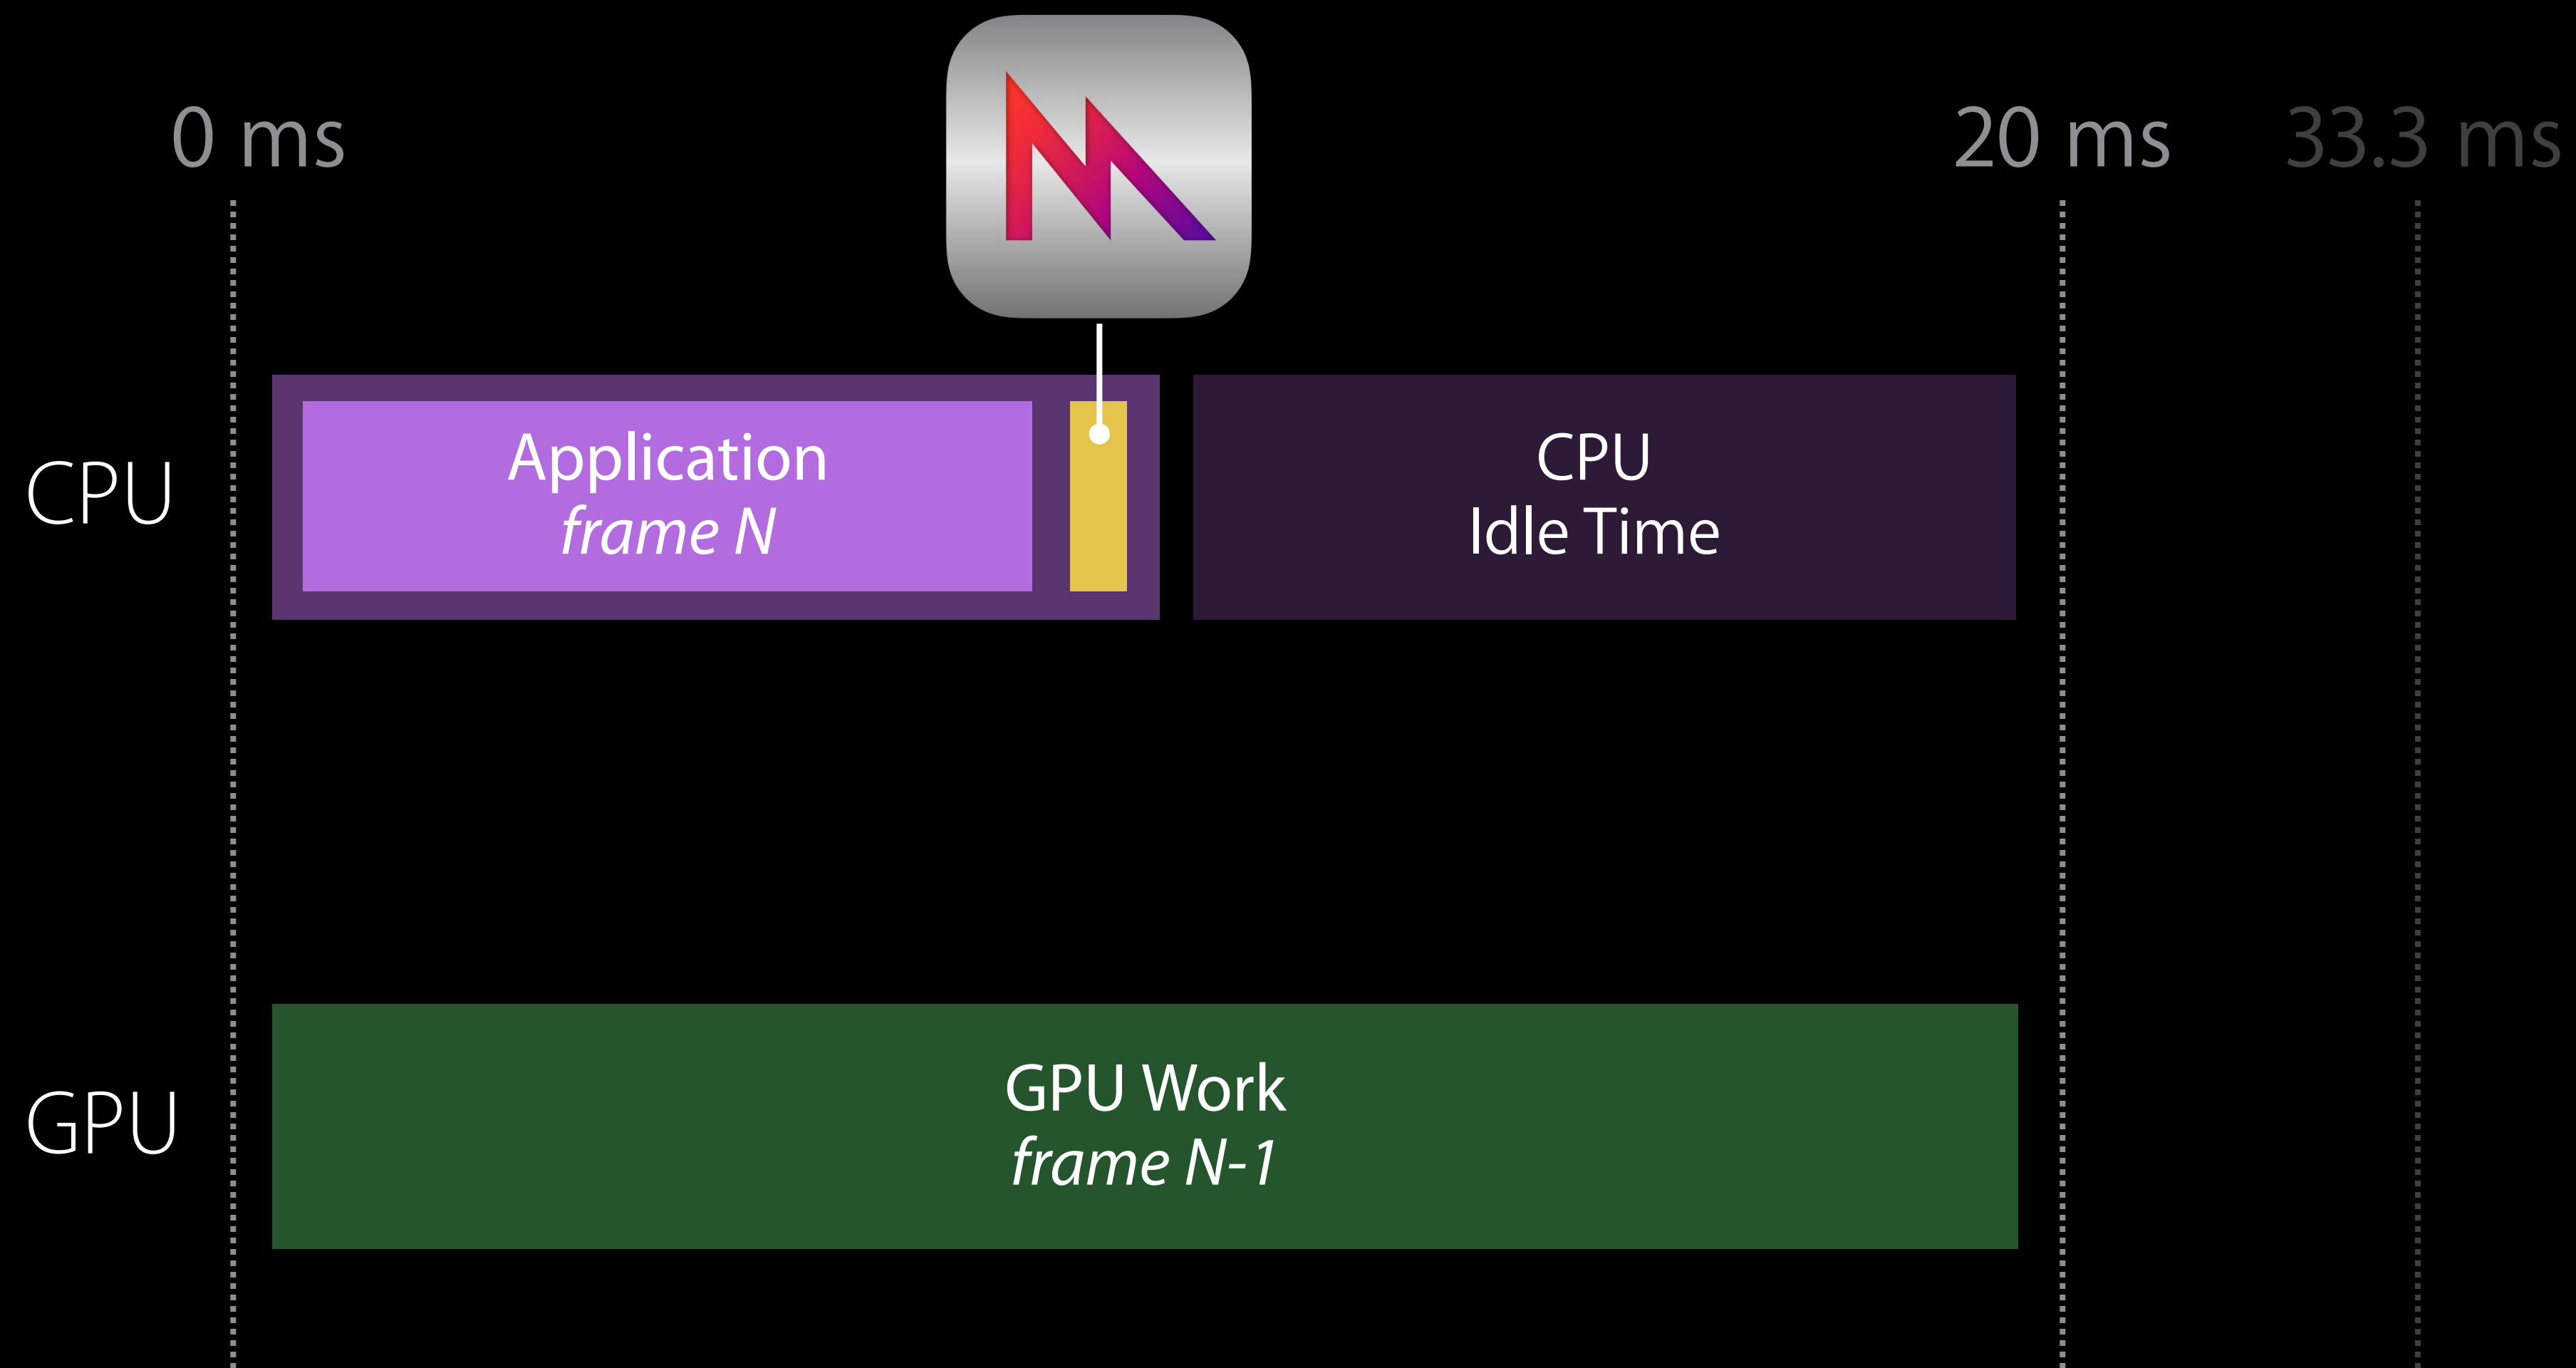 0 ms
20 ms
33.3 ms
CPU
Application
frame N
CPU
Idle Time
GPU
GPU Work
frame N-1